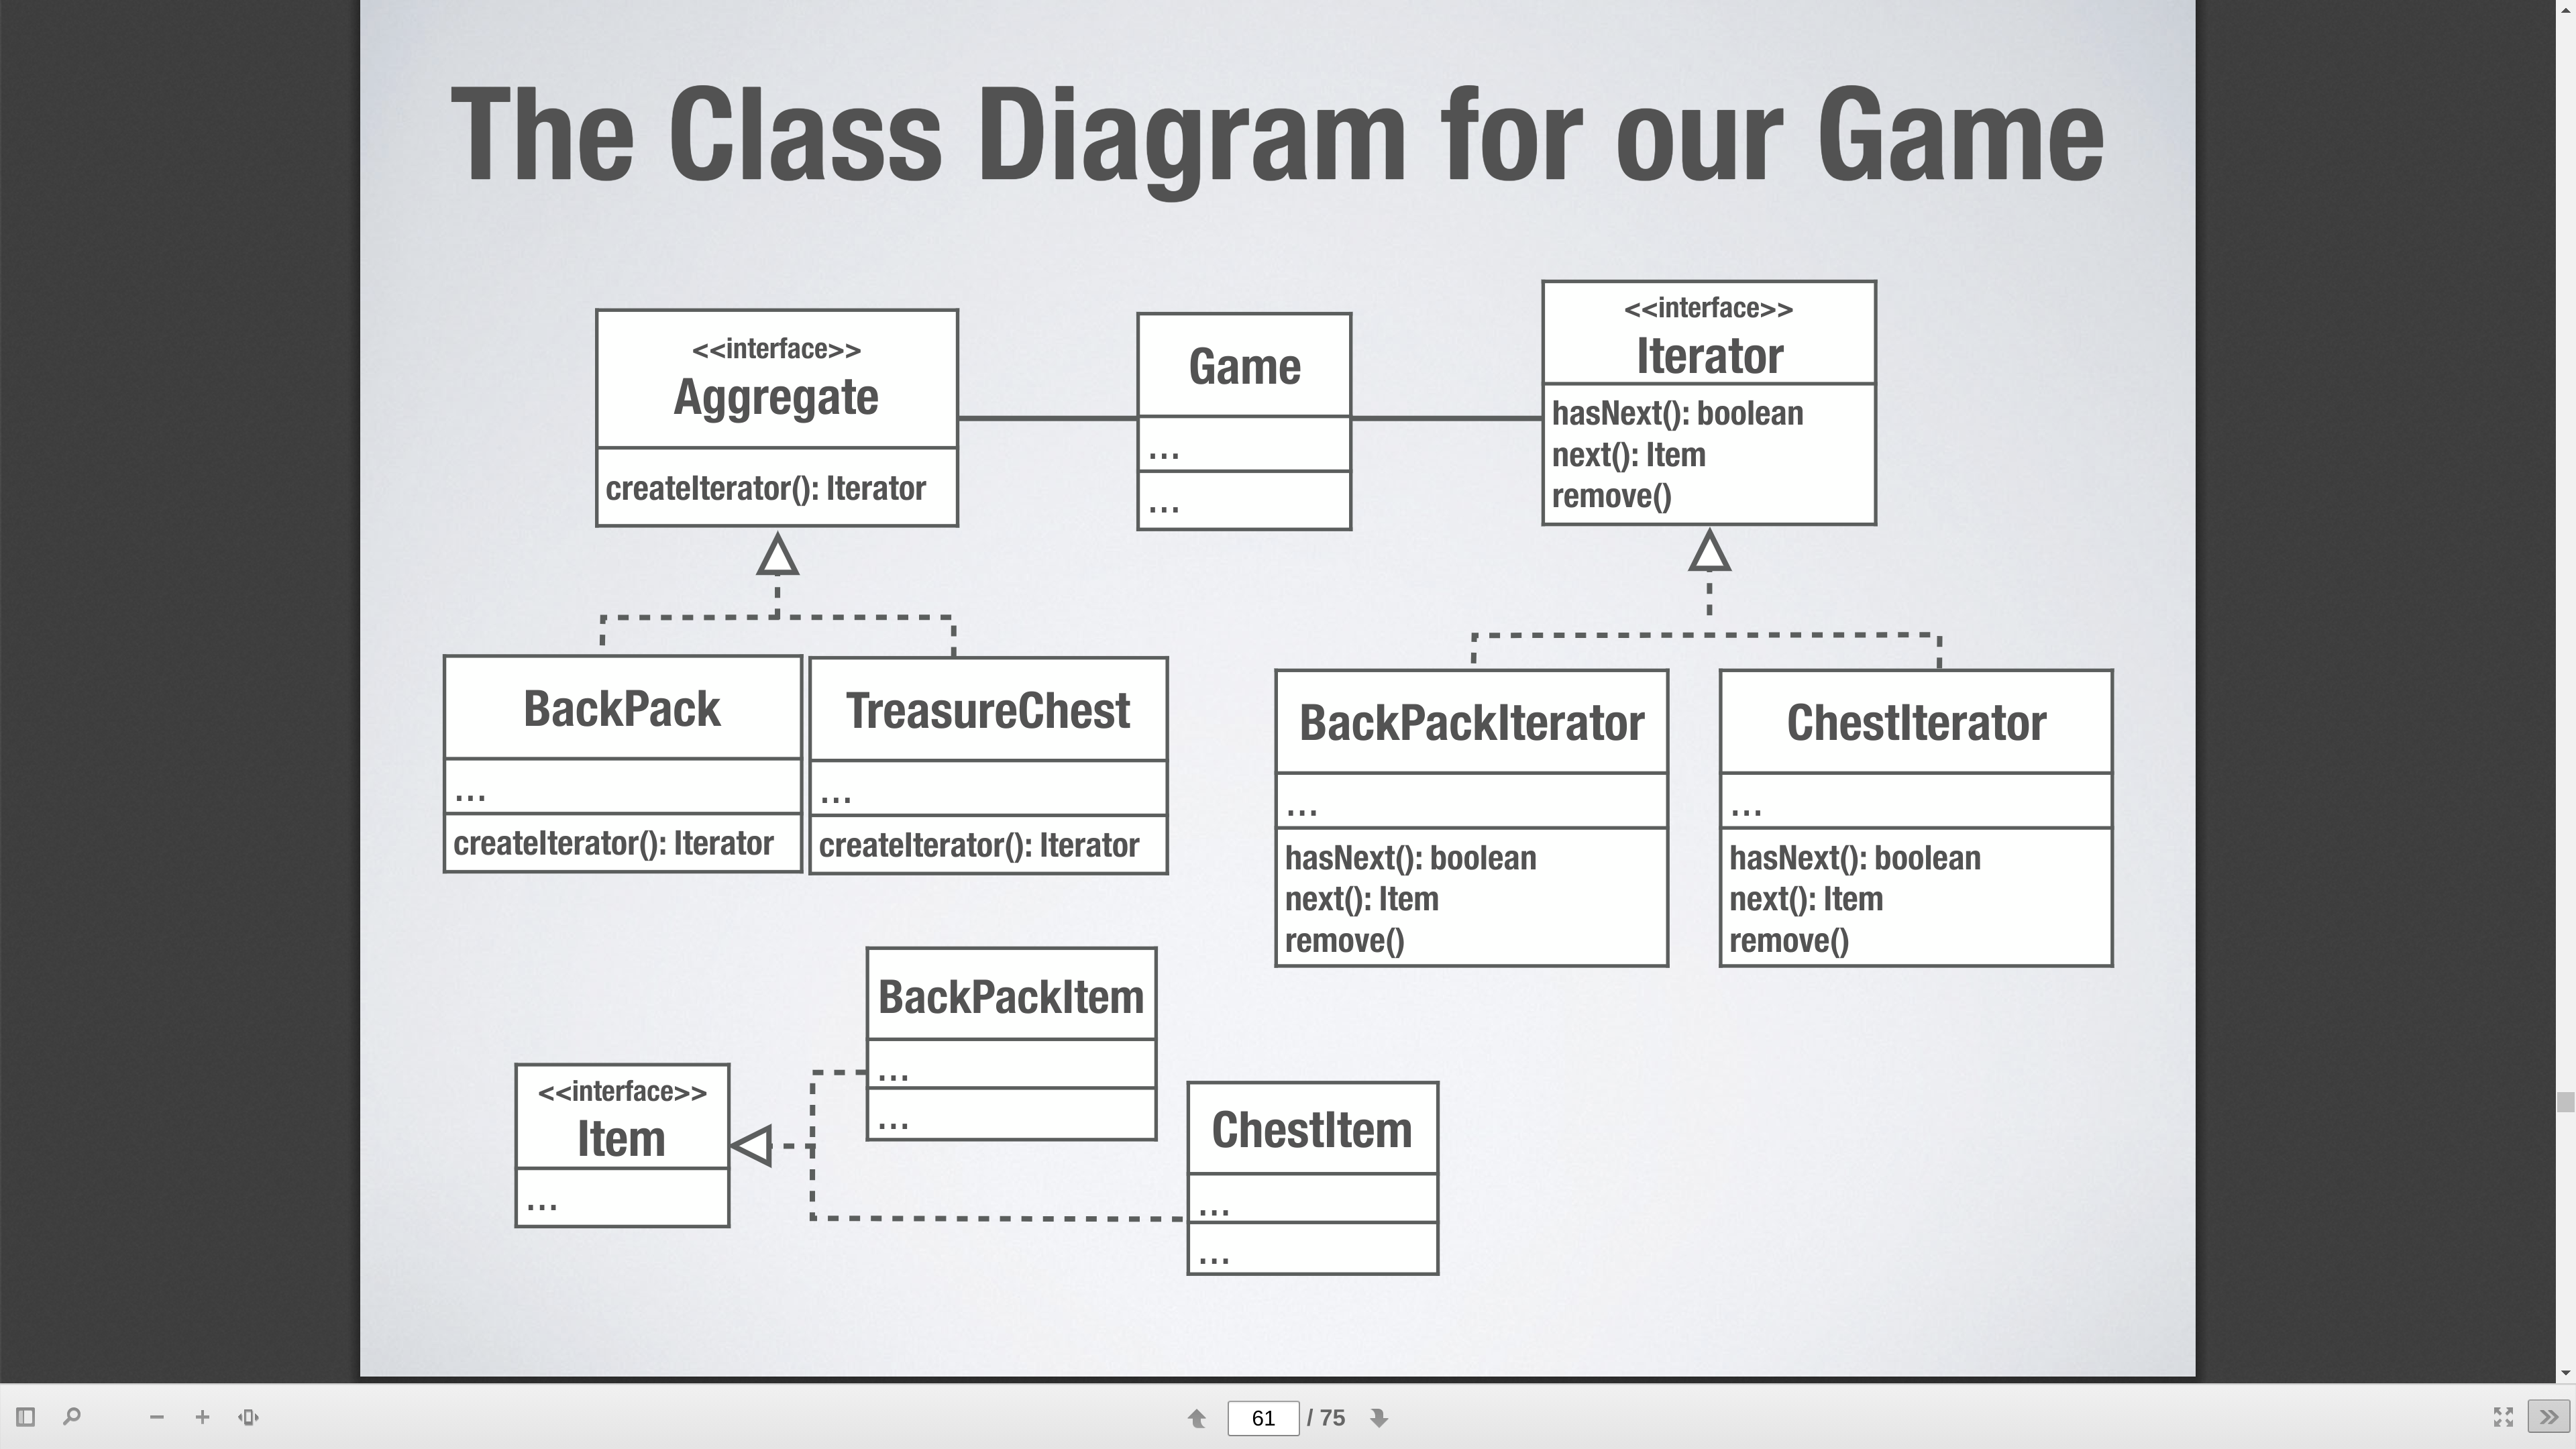 The Class Diagram for our Game
<<interface>>
Aggregate
createIterator(): Iterator
Game
...
...
<<interface>>
Iterator
hasNext(): boolean
next(): Item
remove()
BackPack
...
createIterator(): Iterator
TreasureChest
...
createIterator(): Iterator
BackPackIterator
...
hasNext(): boolean
next(): Item
remove()
ChestIterator
...
hasNext(): boolean
next(): Item
remove()
BackPackItem
...
...
<<interface>>
Item
...
ChestItem
...
...
61 / 75